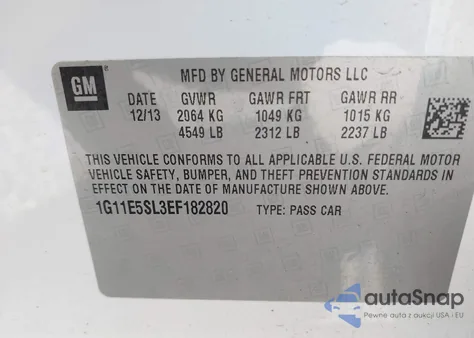 GM
MFD BY GENERAL MOTORS LLC
DATE GVWR GAWR FRT GAWR RR
12/13 2064 KG 1049 KG 1015 KG
4549 LB 2312 LB 2237 LB
THIS VEHICLE CONFORMS TO ALL APPLICABLE U.S. FEDERAL MOTOR
VEHICLE SAFETY, BUMPER, AND THEFT PREVENTION STANDARDS IN
EFFECT ON THE DATE OF MANUFACTURE SHOWN ABOVE.
1G11E5SL3EF182820 TYPE: PASS CAR
autoSnap
Pewne auta z aukcji USA i EU